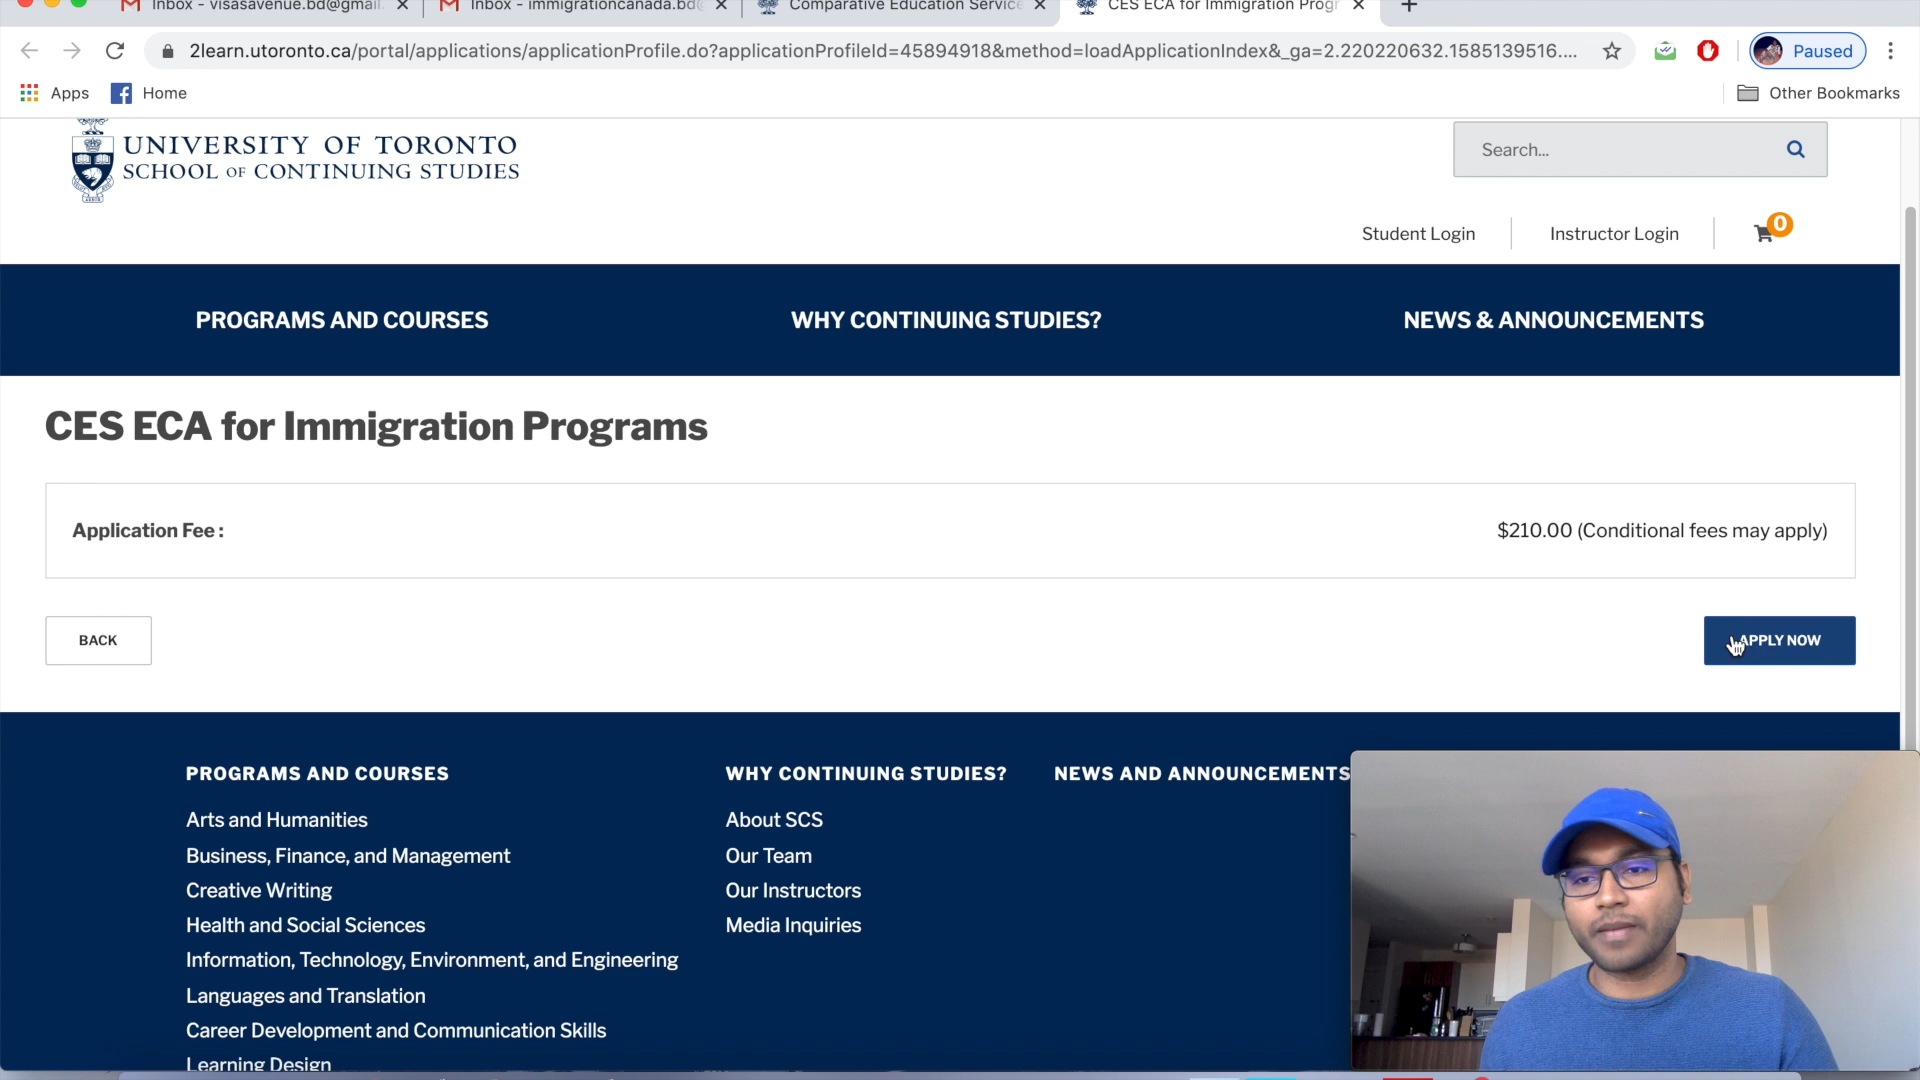 Inbox - visasavenue.bd@gmail.
Inbox - immigrationcanada.bd@
Comparative Education Service
CES ECA for Immigration Progr
2learn.utoronto.ca/portal/applications/applicationProfile.do?applicationProfileId=45894918&method=loadApplicationIndex&_ga=2.220220632.1585139516....
Paused
Apps
Home
Other Bookmarks
UNIVERSITY OF TORONTO
SCHOOL OF CONTINUING STUDIES
Search...
Student Login
Instructor Login
0
PROGRAMS AND COURSES
WHY CONTINUING STUDIES?
NEWS & ANNOUNCEMENTS
CES ECA for Immigration Programs
Application Fee :
$210.00 (Conditional fees may apply)
BACK
APPLY NOW
PROGRAMS AND COURSES
Arts and Humanities
Business, Finance, and Management
Creative Writing
Health and Social Sciences
Information, Technology, Environment, and Engineering
Languages and Translation
Career Development and Communication Skills
Learning Design
WHY CONTINUING STUDIES?
About SCS
Our Team
Our Instructors
Media Inquiries
NEWS AND ANNOUNCEMENTS